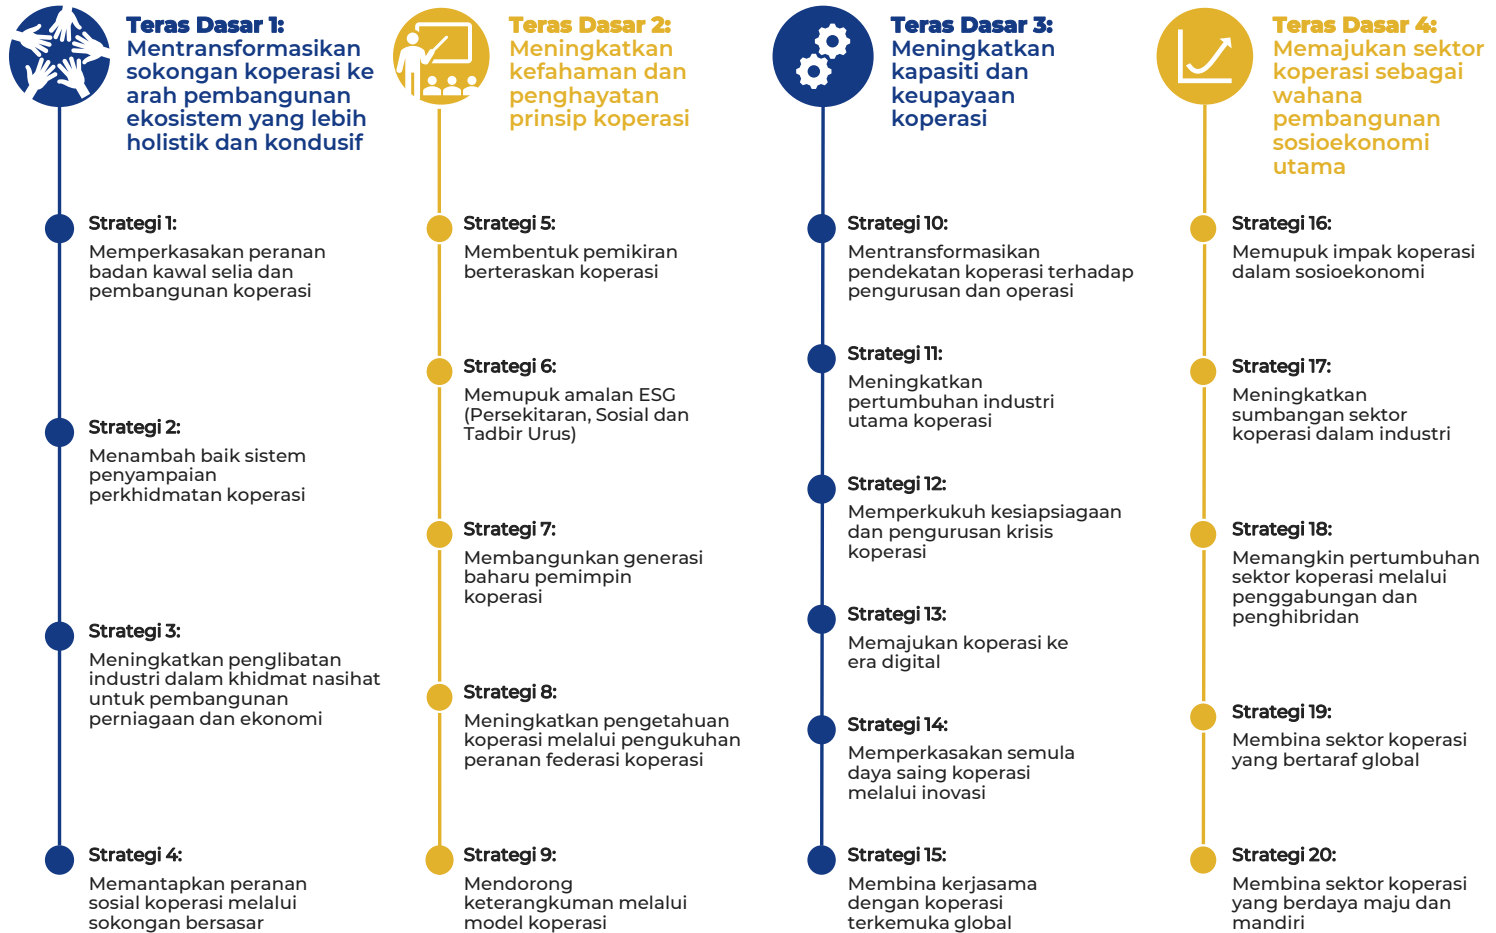 Teras Dasar 1:
Mentransformasikan
sokongan koperasi ke
arah pembangunan
ekosistem yang lebih
holistik dan kondusif
Strategi 1:
Memperkasakan peranan
badan kawal selia dan
pembangunan koperasi
Strategi 2:
Menambah baik sistem
penyampaian
perkhidmatan koperasi
Strategi 3:
Meningkatkan penglibatan
industri dalam khidmat nasihat
untuk pembangunan
perniagaan dan ekonomi
Strategi 4:
Memantapkan peranan
sosial koperasi melalui
sokongan bersasar
Teras Dasar 2:
Meningkatkan
kefahaman dan
penghayatan
prinsip koperasi
Strategi 5:
Membentuk pemikiran
berteraskan koperasi
Strategi 6:
Memupuk amalan ESG
(Persekitaran, Sosial dan
Tadbir Urus)
Strategi 7:
Membangunkan generasi
baharu pemimpin
koperasi
Strategi 8:
Meningkatkan pengetahuan
koperasi melalui pengukuhan
peranan federasi koperasi
Strategi 9:
Mendorong
keterangkuman melalui
model koperasi
Teras Dasar 3:
Meningkatkan
kapasiti dan
keupayaan
koperasi
Strategi 10:
Mentransformasikan
pendekatan koperasi terhadap
pengurusan dan operasi
Strategi 11:
Meningkatkan
pertumbuhan industri
utama koperasi
Strategi 12:
Memperkukuh kesiapsiagaan
dan pengurusan krisis
koperasi
Strategi 13:
Memajukan koperasi ke
era digital
Strategi 14:
Memperkasakan semula
daya saing koperasi
melalui inovasi
Strategi 15:
Membina kerjasama
dengan koperasi
terkemuka global
Teras Dasar 4:
Memajukan sektor
koperasi sebagai
wahana
pembangunan
sosioekonomi
utama
Strategi 16:
Memupuk impak koperasi
dalam sosioekonomi
Strategi 17:
Meningkatkan
sumbangan sektor
koperasi dalam industri
Strategi 18:
Memangkin pertumbuhan
sektor koperasi melalui
penggabungan dan
penghibridan
Strategi 19:
Membina sektor koperasi
yang bertaraf global
Strategi 20:
Membina sektor koperasi
yang berdaya maju dan
mandiri